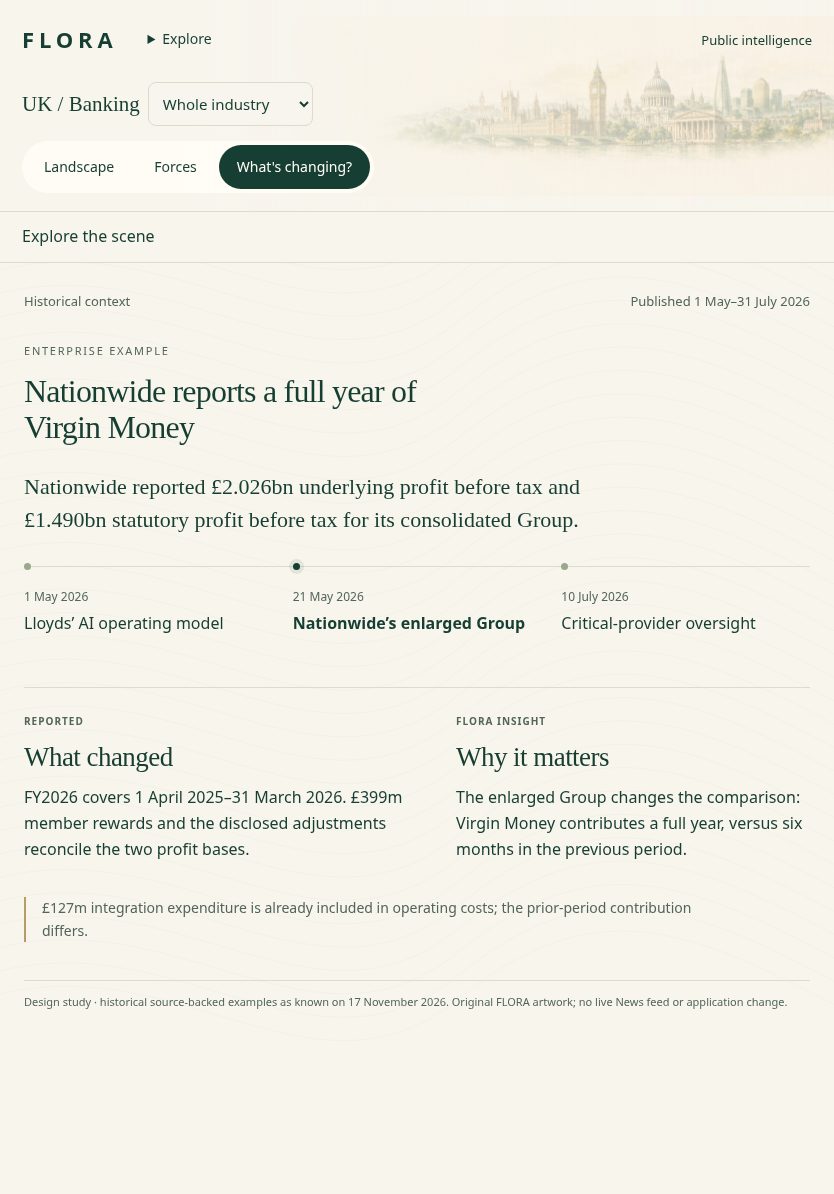 FLORA
▶ Explore
Public intelligence
UK / Banking
Whole industry
Landscape
Forces
What's changing?
Explore the scene
Historical context
Published 1 May–31 July 2026
ENTERPRISE EXAMPLE
Nationwide reports a full year of
Virgin Money
Nationwide reported £2.026bn underlying profit before tax and
£1.490bn statutory profit before tax for its consolidated Group.
1 May 2026
Lloyds’ AI operating model
21 May 2026
Nationwide’s enlarged Group
10 July 2026
Critical-provider oversight
REPORTED
What changed
FY2026 covers 1 April 2025–31 March 2026. £399m
member rewards and the disclosed adjustments
reconcile the two profit bases.
FLORA INSIGHT
Why it matters
The enlarged Group changes the comparison:
Virgin Money contributes a full year, versus six
months in the previous period.
£127m integration expenditure is already included in operating costs; the prior-period contribution
differs.
Design study · historical source-backed examples as known on 17 November 2026. Original FLORA artwork; no live News feed or application change.